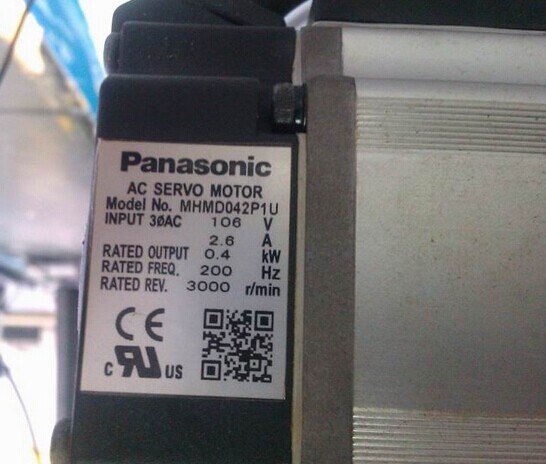 Panasonic
AC SERVO MOTOR
Model No. MHMD042P1U
INPUT 3ØAC 106 V
2.6 A
RATED OUTPUT 0.4 kW
RATED FREQ. 200 Hz
RATED REV. 3000 r/min
CE
c RU US